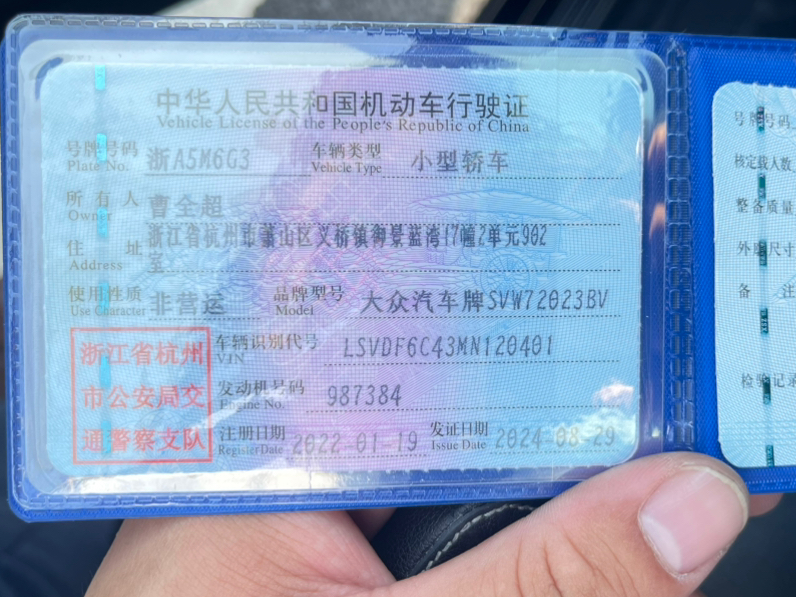 中华人民共和国机动车行驶证
Vehicle License of the People's Republic of China
号牌号码 浙A5M6G3 车辆类型 小型轿车
Plate No. Vehicle Type
所有人 曹全超
Owner
住址 浙江省杭州市萧山区义桥镇御景蓝湾17幢2单元902
室
Address
使用性质 非营运 品牌型号 大众汽车牌SVW72023BV
Use Character Model
车辆识别代号 LSVDF6C43MN120401
VIN
发动机号码 987384
Engine No.
注册日期 2022-01-19 发证日期 2024-08-29
Register Date Issue Date
浙江省杭州
市公安局交
通警察支队
号牌号码
核定载人数
整备质量
外廓尺寸
备注
检验记录